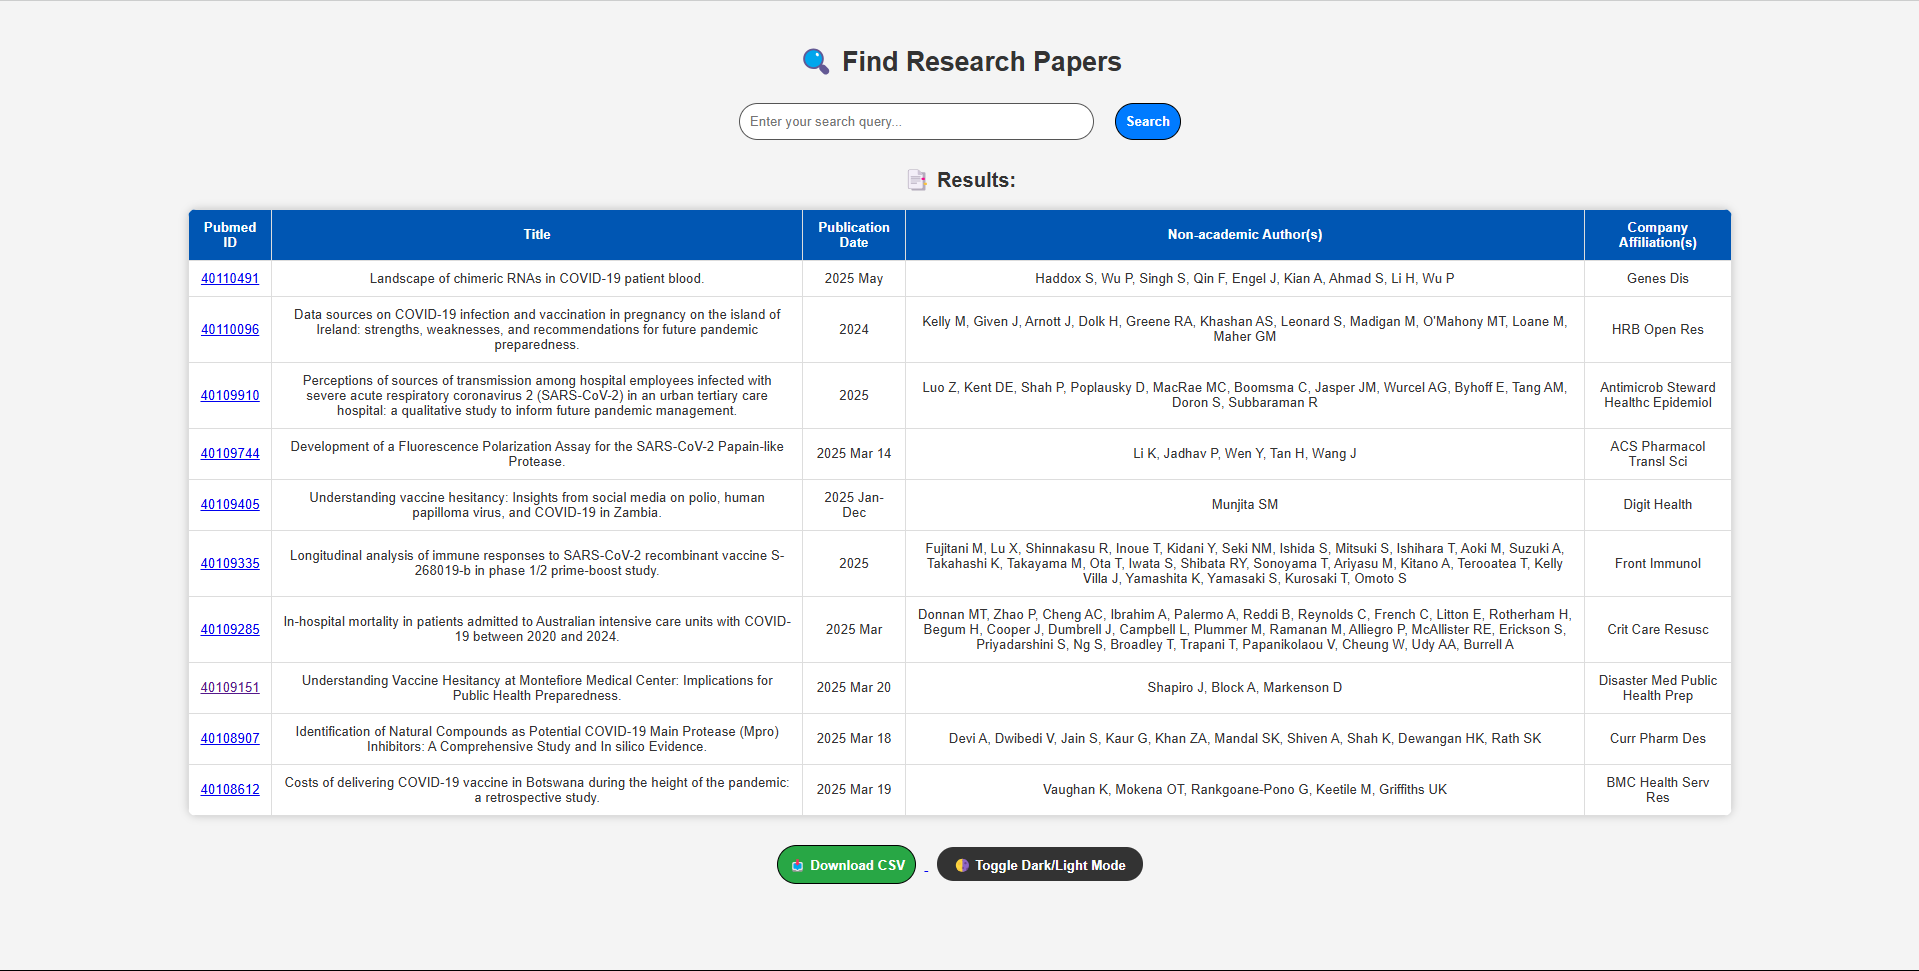 Find Research Papers
Enter your search query...
Search
Results:
Pubmed
ID
Title
Publication
Date
Non-academic Author(s)
Company
Affiliation(s)
40110491
Landscape of chimeric RNAs in COVID-19 patient blood.
2025 May
Haddox S, Wu P, Singh S, Qin F, Engel J, Kian A, Ahmad S, Li H, Wu P
Genes Dis
40110096
Data sources on COVID-19 infection and vaccination in pregnancy on the island of
Ireland: strengths, weaknesses, and recommendations for future pandemic
preparedness.
2024
Kelly M, Given J, Arnott J, Dolk H, Greene RA, Khashan AS, Leonard S, Madigan M, O'Mahony MT, Loane M,
Maher GM
HRB Open Res
40109910
Perceptions of sources of transmission among hospital employees infected with
severe acute respiratory coronavirus 2 (SARS-CoV-2) in an urban tertiary care
hospital: a qualitative study to inform future pandemic management.
2025
Luo Z, Kent DE, Shah P, Poplausky D, MacRae MC, Boomsma C, Jasper JM, Wurcel AG, Byhoff E, Tang AM,
Doron S, Subbaraman R
Antimicrob Steward
Healthc Epidemiol
40109744
Development of a Fluorescence Polarization Assay for the SARS-CoV-2 Papain-like
Protease.
2025 Mar 14
Li K, Jadhav P, Wen Y, Tan H, Wang J
ACS Pharmacol
Transl Sci
40109405
Understanding vaccine hesitancy: Insights from social media on polio, human
papilloma virus, and COVID-19 in Zambia.
2025 Jan-
Dec
Munjita SM
Digit Health
40109335
Longitudinal analysis of immune responses to SARS-CoV-2 recombinant vaccine S-
268019-b in phase 1/2 prime-boost study.
2025
Fujitani M, Lu X, Shinnakasu R, Inoue T, Kidani Y, Seki NM, Ishida S, Mitsuki S, Ishihara T, Aoki M, Suzuki A,
Takahashi K, Takayama M, Ota T, Iwata S, Shibata RY, Sonoyama T, Ariyasu M, Kitano A, Terooatea T, Kelly
Villa J, Yamashita K, Yamasaki S, Kurosaki T, Omoto S
Front Immunol
40109285
In-hospital mortality in patients admitted to Australian intensive care units with COVID-
19 between 2020 and 2024.
2025 Mar
Donnan MT, Zhao P, Cheng AC, Ibrahim A, Palermo A, Reddi B, Reynolds C, French C, Litton E, Rotherham H,
Begum H, Cooper J, Dumbrell J, Campbell L, Plummer M, Ramanan M, Alliegro P, McAllister RE, Erickson S,
Priyadarshini S, Ng S, Broadley T, Trapani T, Papanikolaou V, Cheung W, Udy AA, Burrell A
Crit Care Resusc
40109151
Understanding Vaccine Hesitancy at Montefiore Medical Center: Implications for
Public Health Preparedness.
2025 Mar 20
Shapiro J, Block A, Markenson D
Disaster Med Public
Health Prep
40108907
Identification of Natural Compounds as Potential COVID-19 Main Protease (Mpro)
Inhibitors: A Comprehensive Study and In silico Evidence.
2025 Mar 18
Devi A, Dwibedi V, Jain S, Kaur G, Khan ZA, Mandal SK, Shiven A, Shah K, Dewangan HK, Rath SK
Curr Pharm Des
40108612
Costs of delivering COVID-19 vaccine in Botswana during the height of the pandemic:
a retrospective study.
2025 Mar 19
Vaughan K, Mokena OT, Rankgoane-Pono G, Keetile M, Griffiths UK
BMC Health Serv
Res
Download CSV - Toggle Dark/Light Mode